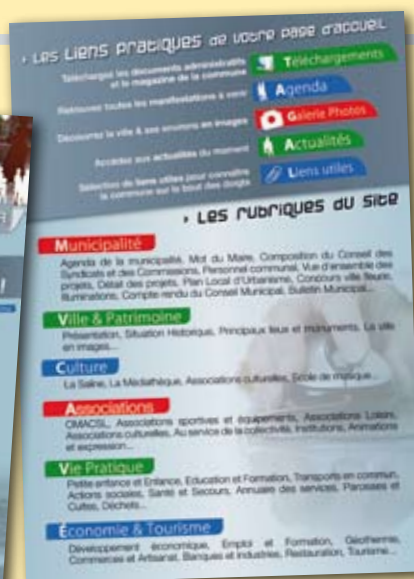 › Les Liens pratiques de votre page d'accueil
Téléchargez les documents administratifs
et le magazine de la commune
Téléchargements
Retrouvez toutes les manifestations à venir
Agenda
Découvrez la ville & ses environs en images
Galerie Photos
Accédez aux actualités du moment
Actualités
Sélection de liens utiles pour connaître
la commune sur le bout des doigts
Liens utiles
› Les rubriques du site
Municipalité
Agenda de la municipalité, Mot du Maire, Composition du Conseil des
Syndicats et des Commissions, Personnel communal, Vue d'ensemble des
projets, Détail des projets, Plan Local d'Urbanisme, Concours ville fleurie,
Illuminations, Compte rendu du Conseil Municipal, Bulletin Municipal...
Ville & Patrimoine
Présentation, Situation Historique, Principaux lieux et monuments, La ville
en images...
Culture
La Saline, La Médiathèque, Associations culturelles, Ecole de musique...
Associations
OMACSL, Associations sportives et équipements, Associations Loisirs,
Associations culturelles, Au service de la collectivité, Institutions, Animations
et expression...
Vie Pratique
Petite enfance et Enfance, Education et Formation, Transports en commun,
Actions sociales, Santé et Secours, Annuaire des services, Paroisses et
Cultes, Déchets...
Économie & Tourisme
Développement économique, Emploi et Formation, Géothermie,
Commerces et Artisanat, Banques et Industries, Restauration, Tourisme...